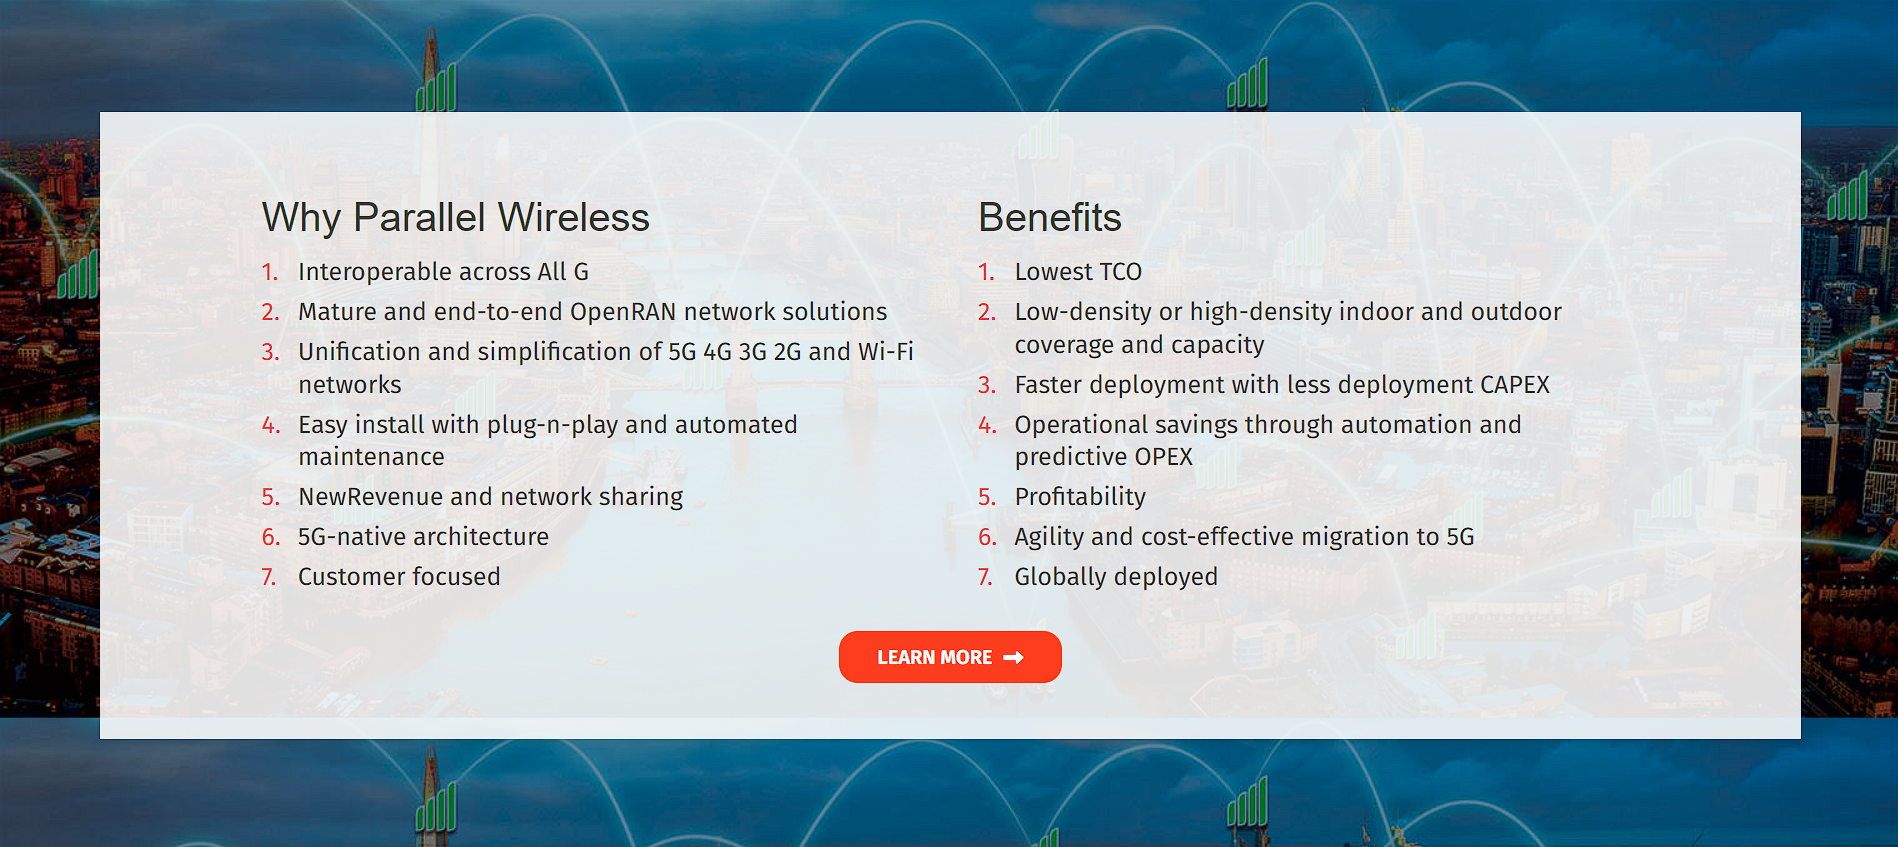 Why Parallel Wireless
1. Interoperable across All G
2. Mature and end-to-end OpenRAN network solutions
3. Unification and simplification of 5G 4G 3G 2G and Wi-Fi
networks
4. Easy install with plug-n-play and automated
maintenance
5. NewRevenue and network sharing
6. 5G-native architecture
7. Customer focused
Benefits
1. Lowest TCO
2. Low-density or high-density indoor and outdoor
coverage and capacity
3. Faster deployment with less deployment CAPEX
4. Operational savings through automation and
predictive OPEX
5. Profitability
6. Agility and cost-effective migration to 5G
7. Globally deployed
LEARN MORE